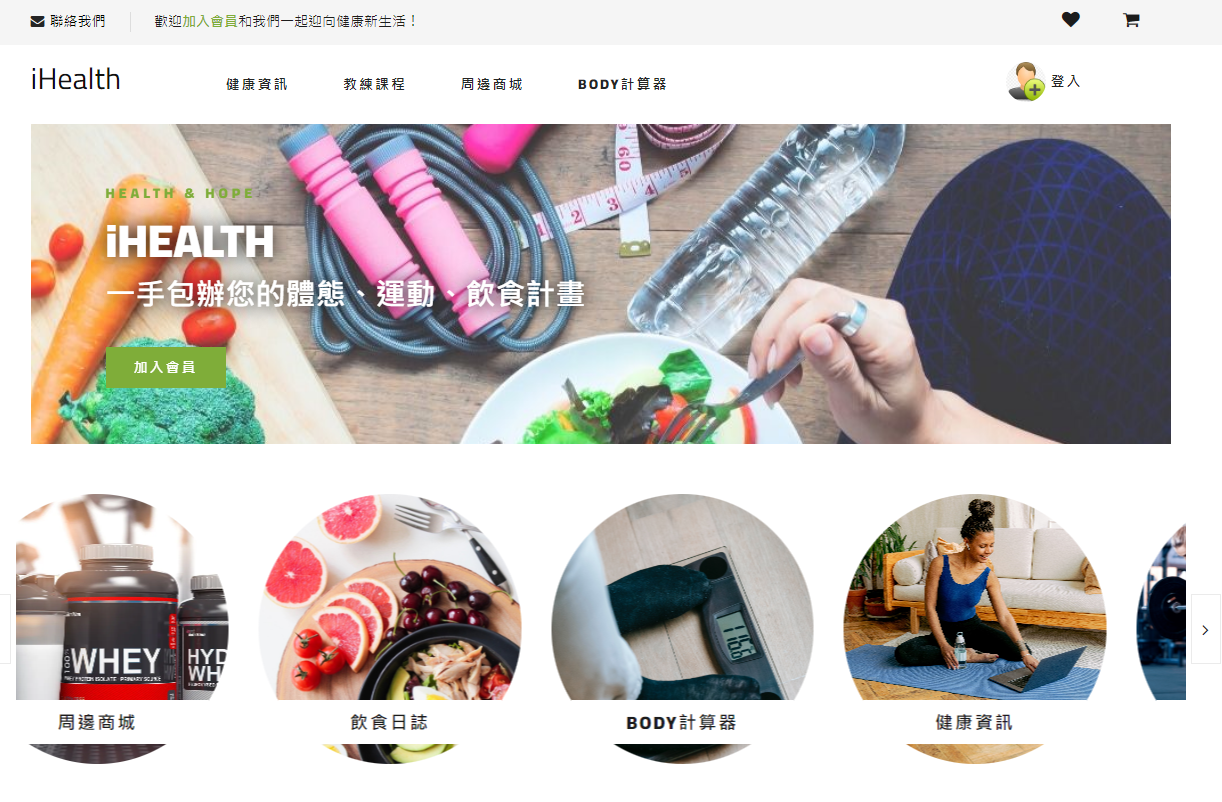 聯絡我們
歡迎加入會員和我們一起迎向健康新生活！
iHealth
健康資訊
教練課程
周邊商城
BODY計算器
登入
HEALTH & HOPE
iHEALTH
一手包辦您的體態、運動、飲食計畫
加入會員
100% WHEY
HYD
WH
周邊商城
飲食日誌
BODY計算器
健康資訊